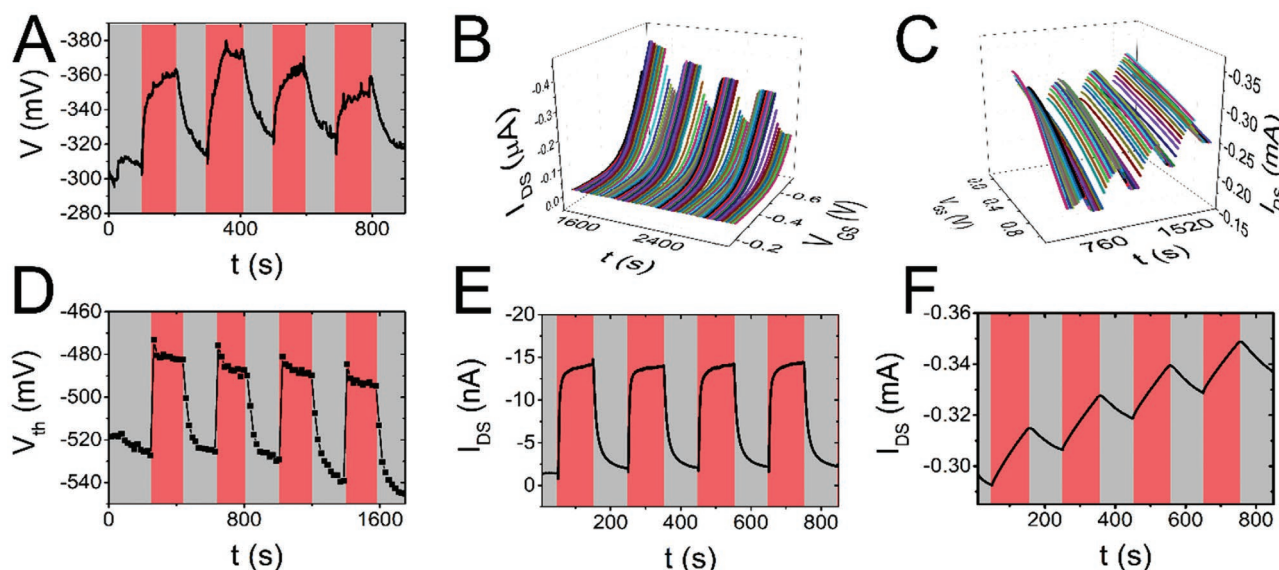 A
-380
-360
-340
-320
-300
-280
V (mV)
0
400
800
t (s)
B
-0.4
-0.3
-0.2
-0.1
0.0
I_DS (μA)
1600
2400
t (s)
-0.6
-0.4
-0.2
V_GS (V)
C
-0.35
-0.30
-0.25
-0.20
-0.15
I_DS (mA)
0.0
0.4
0.8
V_GS (V)
760
1520
t (s)
D
-460
-480
-500
-520
-540
V_th (mV)
0
800
1600
t (s)
E
-20
-15
-10
-5
0
I_DS (nA)
200
400
600
800
t (s)
F
-0.36
-0.34
-0.32
-0.30
I_DS (mA)
200
400
600
800
t (s)